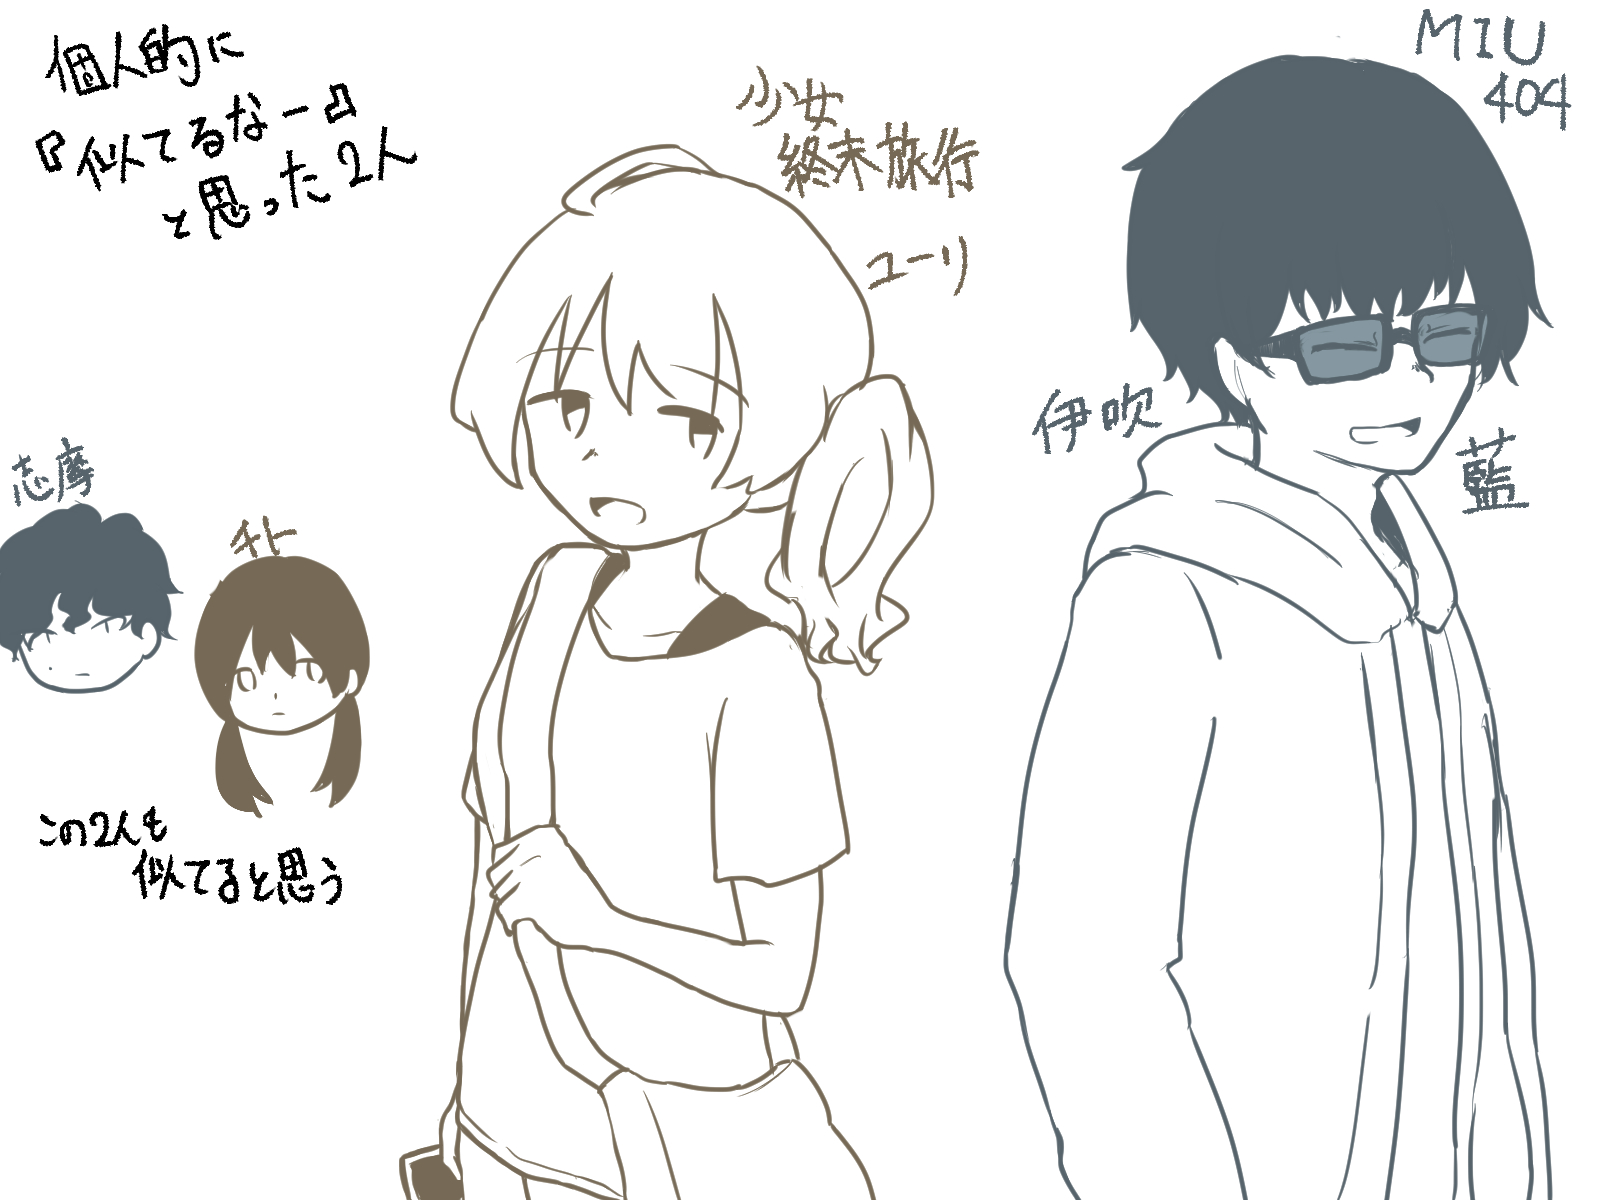 個人的に
『似てるなー』
と思った2人
少女
終末旅行
ユーリ
MIU
404
伊吹
藍
志摩
チト
この2人も
似てると思う